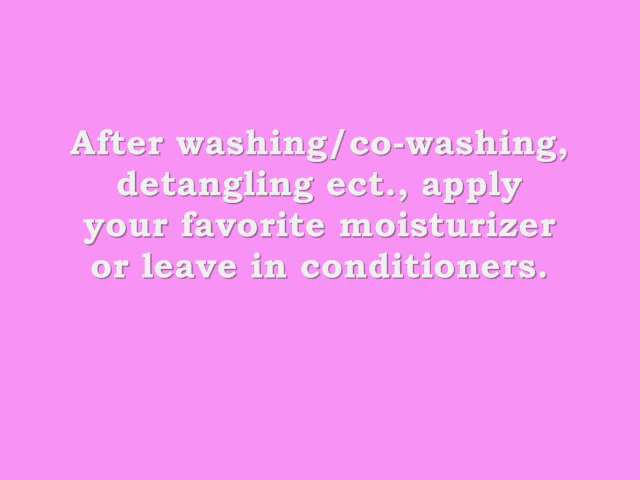 After washing/co-washing,
detangling ect., apply
your favorite moisturizer
or leave in conditioners.